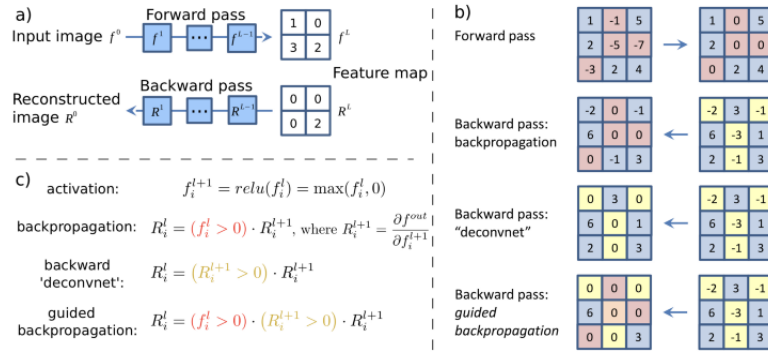 a)
Forward pass
Input image f⁰
f¹ ••• fᴸ⁻¹
1 0
3 2
fᴸ
Feature map
Backward pass
Reconstructed image R⁰
R¹ ••• Rᴸ⁻¹
0 0
0 2
Rᴸ
b)
Forward pass
1 -1 5
2 -5 -7
-3 2 4
1 0 5
2 0 0
0 2 4
Backward pass:
backpropagation
-2 0 -1
6 0 0
0 -1 3
-2 3 -1
6 -3 1
2 -1 3
Backward pass:
“deconvnet”
0 3 0
6 0 1
2 0 3
-2 3 -1
6 -3 1
2 -1 3
Backward pass:
guided
backpropagation
0 0 0
6 0 0
0 0 3
-2 3 -1
6 -3 1
2 -1 3
c)
activation: f_i^{l+1} = relu(f_i^l) = max(f_i^l, 0)
backpropagation: R_i^l = (f_i^l > 0) · R_i^{l+1}, where R_i^{l+1} = ∂f^{out} / ∂f_i^{l+1}
backward
'deconvnet': R_i^l = (R_i^{l+1} > 0) · R_i^{l+1}
guided
backpropagation: R_i^l = (f_i^l > 0) · (R_i^{l+1} > 0) · R_i^{l+1}